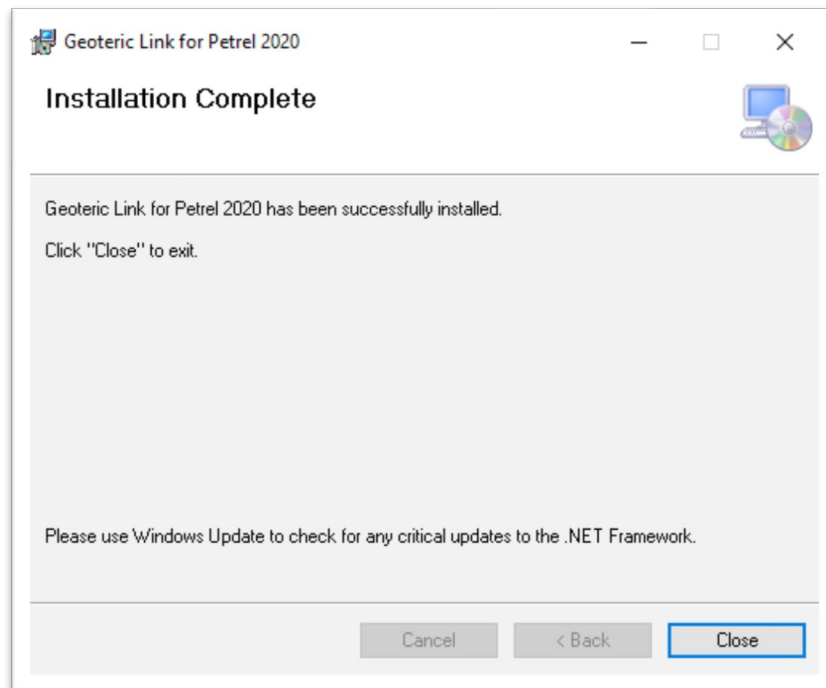 Geoteric Link for Petrel 2020
Installation Complete
Geoteric Link for Petrel 2020 has been successfully installed.
Click "Close" to exit.
Please use Windows Update to check for any critical updates to the .NET Framework.
Cancel
< Back
Close